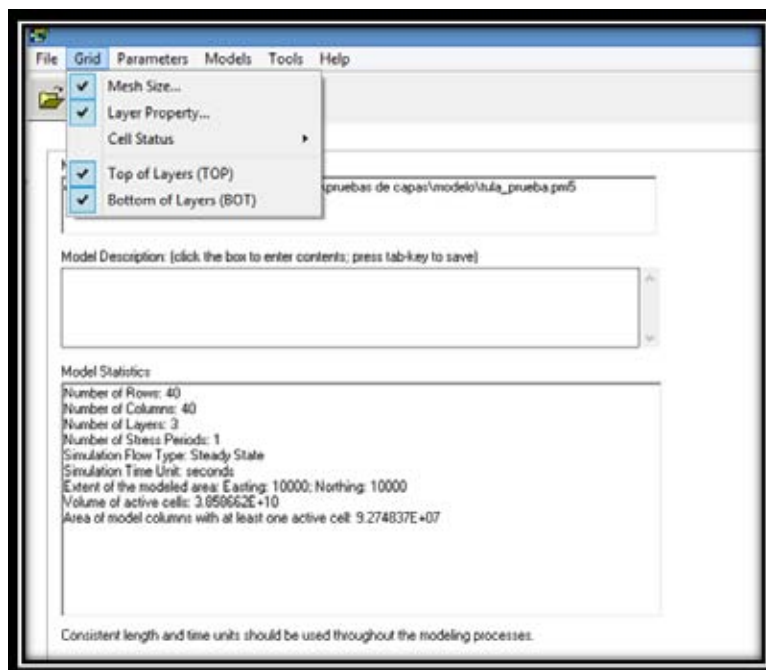 File Grid Parameters Models Tools Help
Mesh Size...
Layer Property...
Cell Status
Top of Layers (TOP)
Bottom of Layers (BOT)
\pruebas de capas\modelo\tula_prueba.pm5
Model Description: (click the box to enter contents; press tab-key to save)
Model Statistics
Number of Rows: 40
Number of Columns: 40
Number of Layers: 3
Number of Stress Periods: 1
Simulation Flow Type: Steady State
Simulation Time Unit: seconds
Extent of the modeled area: Easting: 10000; Northing: 10000
Volume of active cells: 3.858662E+10
Area of model columns with at least one active cell: 9.274837E+07
Consistent length and time units should be used throughout the modeling processes.